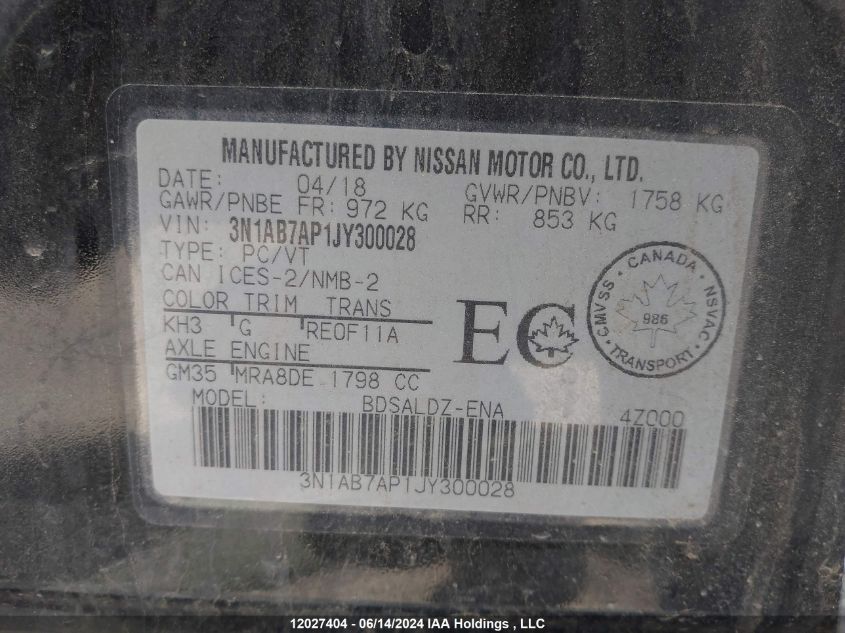 MANUFACTURED BY NISSAN MOTOR CO., LTD.
DATE: 04/18 GVWR/PNBV: 1758 KG
GAWR/PNBE FR: 972 KG RR: 853 KG
VIN: 3N1AB7AP1JY300028
TYPE: PC/VT
CAN ICES-2/NMB-2
COLOR TRIM TRANS
KH3 G RE0F11A
AXLE ENGINE
GM35 MRA8DE 1798 CC
EC
CANADA
CMVSS · NSVAC
986
TRANSPORT
MODEL: BDSALDZ-ENA 4Z000
3N1AB7AP1JY300028
12027404 - 06/14/2024 IAA Holdings , LLC